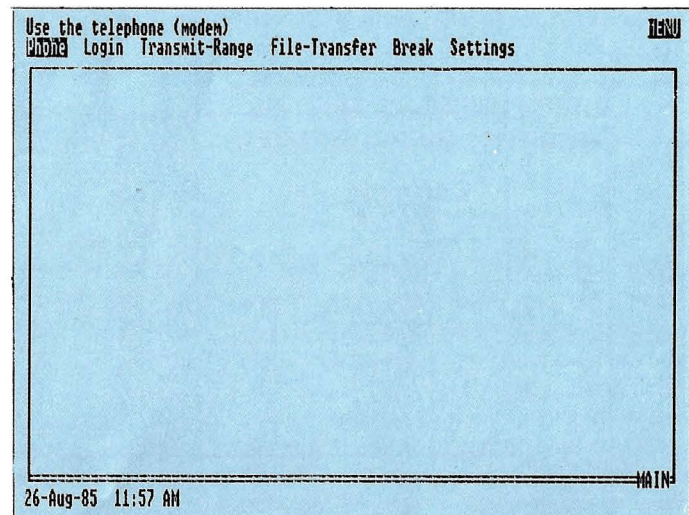 Use the telephone (modem) MENU
Phone Login Transmit-Range File-Transfer Break Settings
MAIN
26-Aug-85 11:57 AM